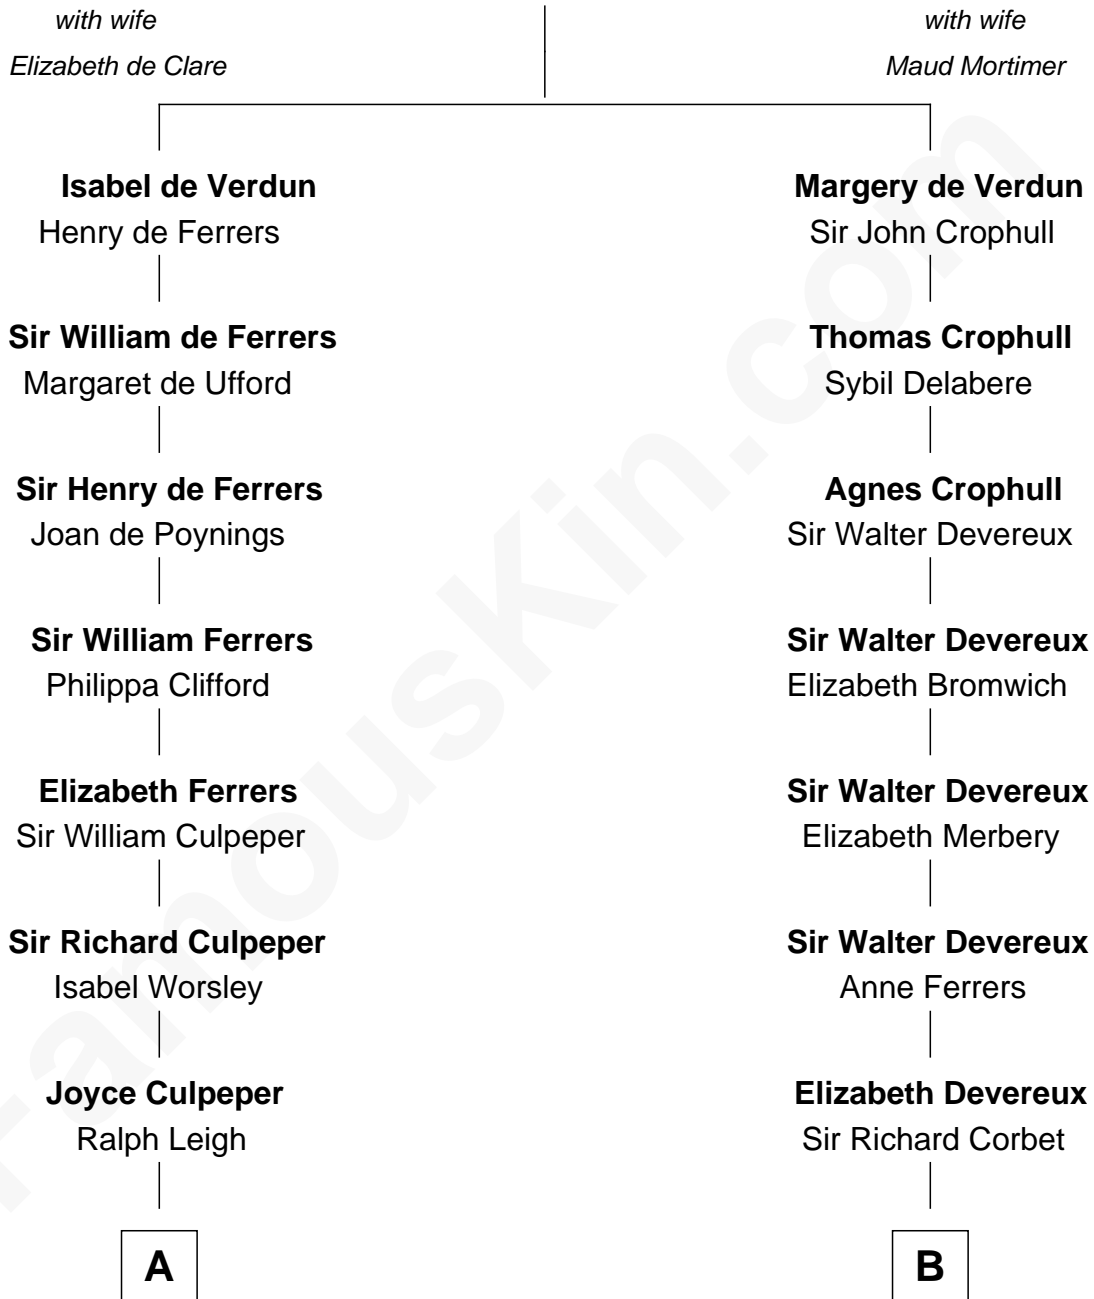 with wife
Elizabeth de Clare
with wife
Maud Mortimer
Isabel de Verdun
Henry de Ferrers
Margery de Verdun
Sir John Crophull
Sir William de Ferrers
Margaret de Ufford
Thomas Crophull
Sybil Delabere
Sir Henry de Ferrers
Joan de Poynings
Agnes Crophull
Sir Walter Devereux
Sir William Ferrers
Philippa Clifford
Sir Walter Devereux
Elizabeth Bromwich
Elizabeth Ferrers
Sir William Culpeper
Sir Walter Devereux
Elizabeth Merbery
Sir Richard Culpeper
Isabel Worsley
Sir Walter Devereux
Anne Ferrers
Joyce Culpeper
Ralph Leigh
Elizabeth Devereux
Sir Richard Corbet
A
B
FamousKin.com